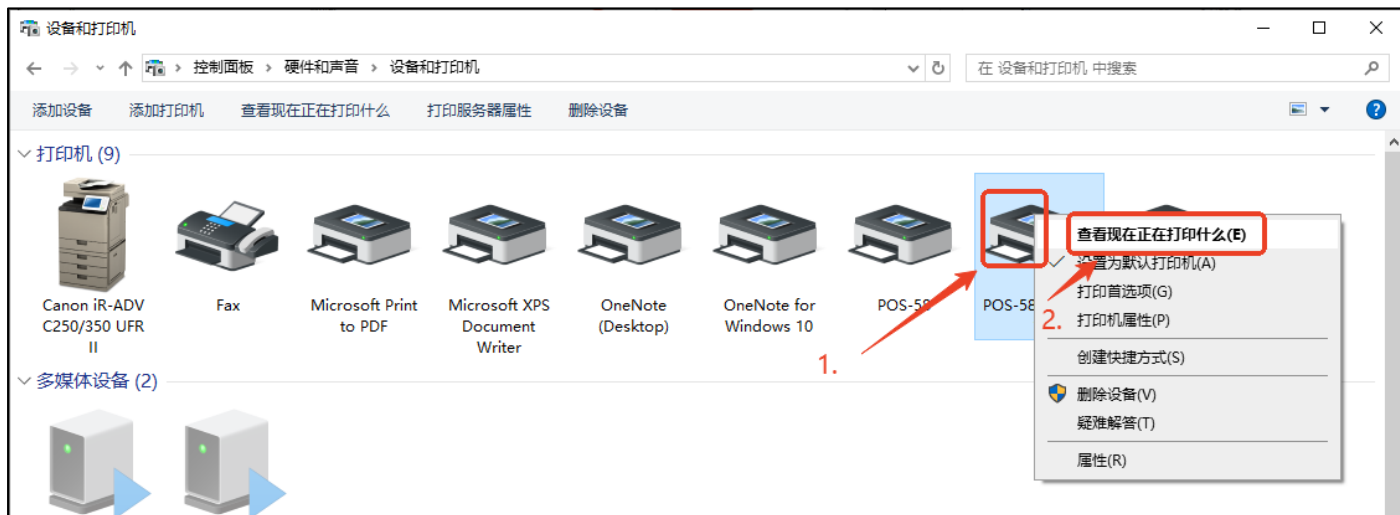 设备和打印机
控制面板 › 硬件和声音 › 设备和打印机
在 设备和打印机 中搜索
添加设备 添加打印机 查看现在正在打印什么 打印服务器属性 删除设备
打印机 (9)
Canon iR-ADV
C250/350 UFR
II
Fax
Microsoft Print
to PDF
Microsoft XPS
Document
Writer
OneNote
(Desktop)
OneNote for
Windows 10
POS-58
POS-58
查看现在正在打印什么(E)
设置为默认打印机(A)
打印首选项(G)
打印机属性(P)
创建快捷方式(S)
删除设备(V)
疑难解答(T)
属性(R)
1.
2.
多媒体设备 (2)